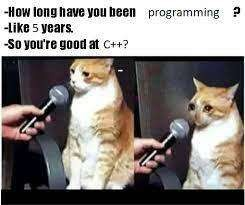 -How long have you been programming ?
-Like 5 years.
-So you're good at C++?